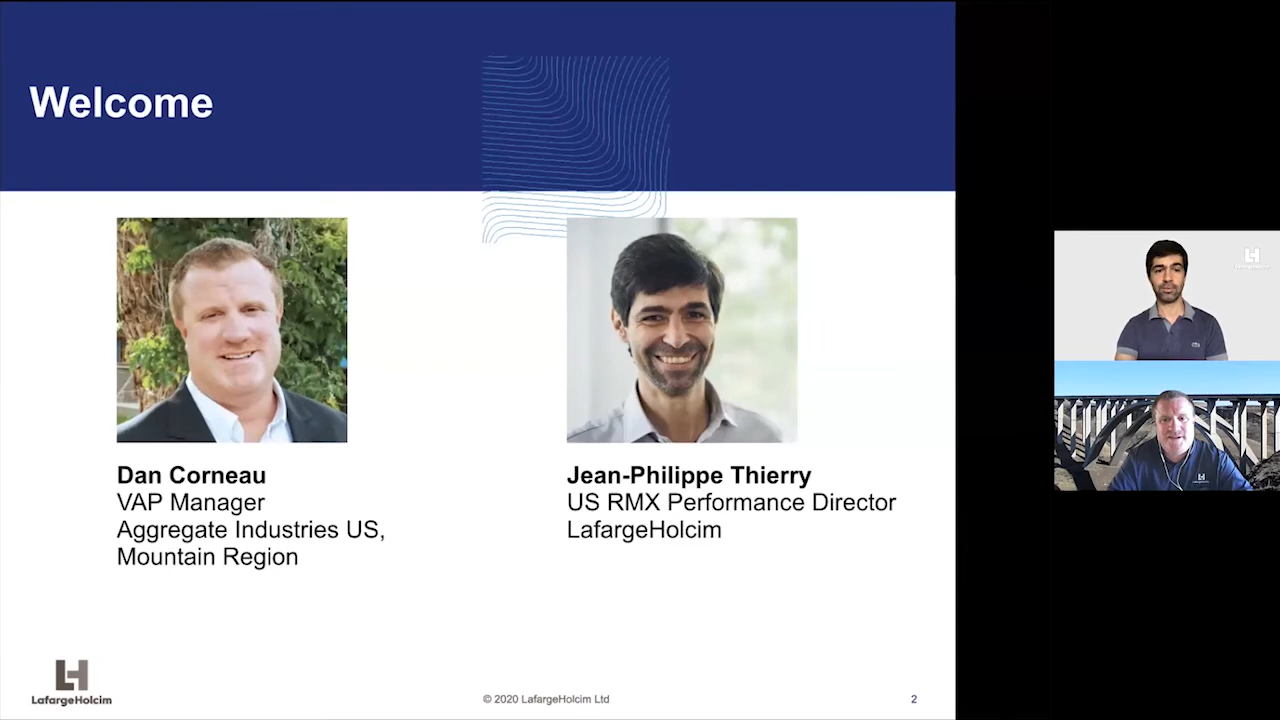 Welcome
Dan Corneau
VAP Manager
Aggregate Industries US,
Mountain Region
Jean-Philippe Thierry
US RMX Performance Director
LafargeHolcim
LafargeHolcim
© 2020 LafargeHolcim Ltd
2